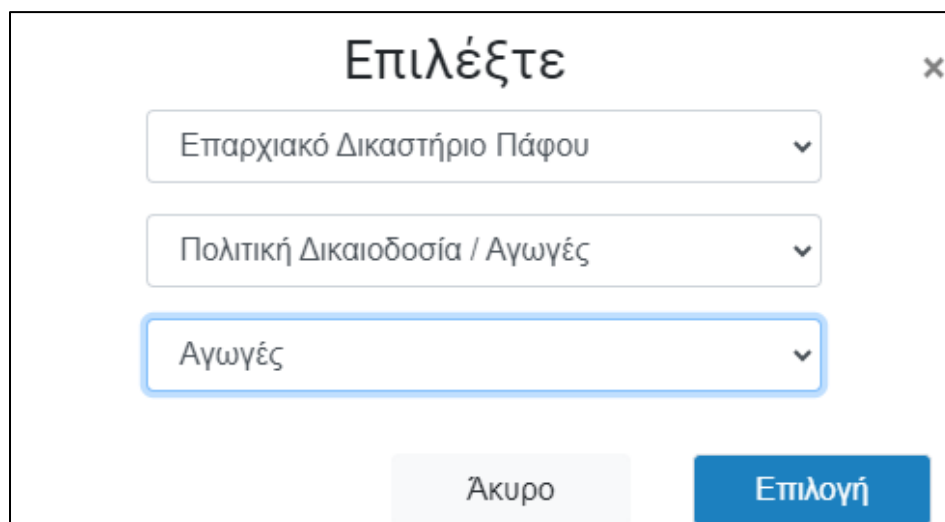 Επιλέξτε
×
Επαρχιακό Δικαστήριο Πάφου
Πολιτική Δικαιοδοσία / Αγωγές
Αγωγές
Άκυρο Επιλογή